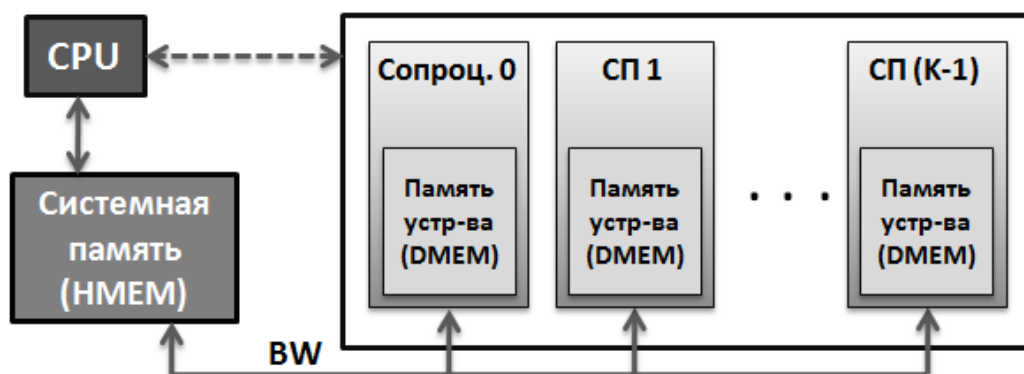 CPU
Системная
память
(HMEM)
BW
Сопроц. 0
Память
устр-ва
(DMEM)
СП 1
Память
устр-ва
(DMEM)
. . .
СП (K-1)
Память
устр-ва
(DMEM)